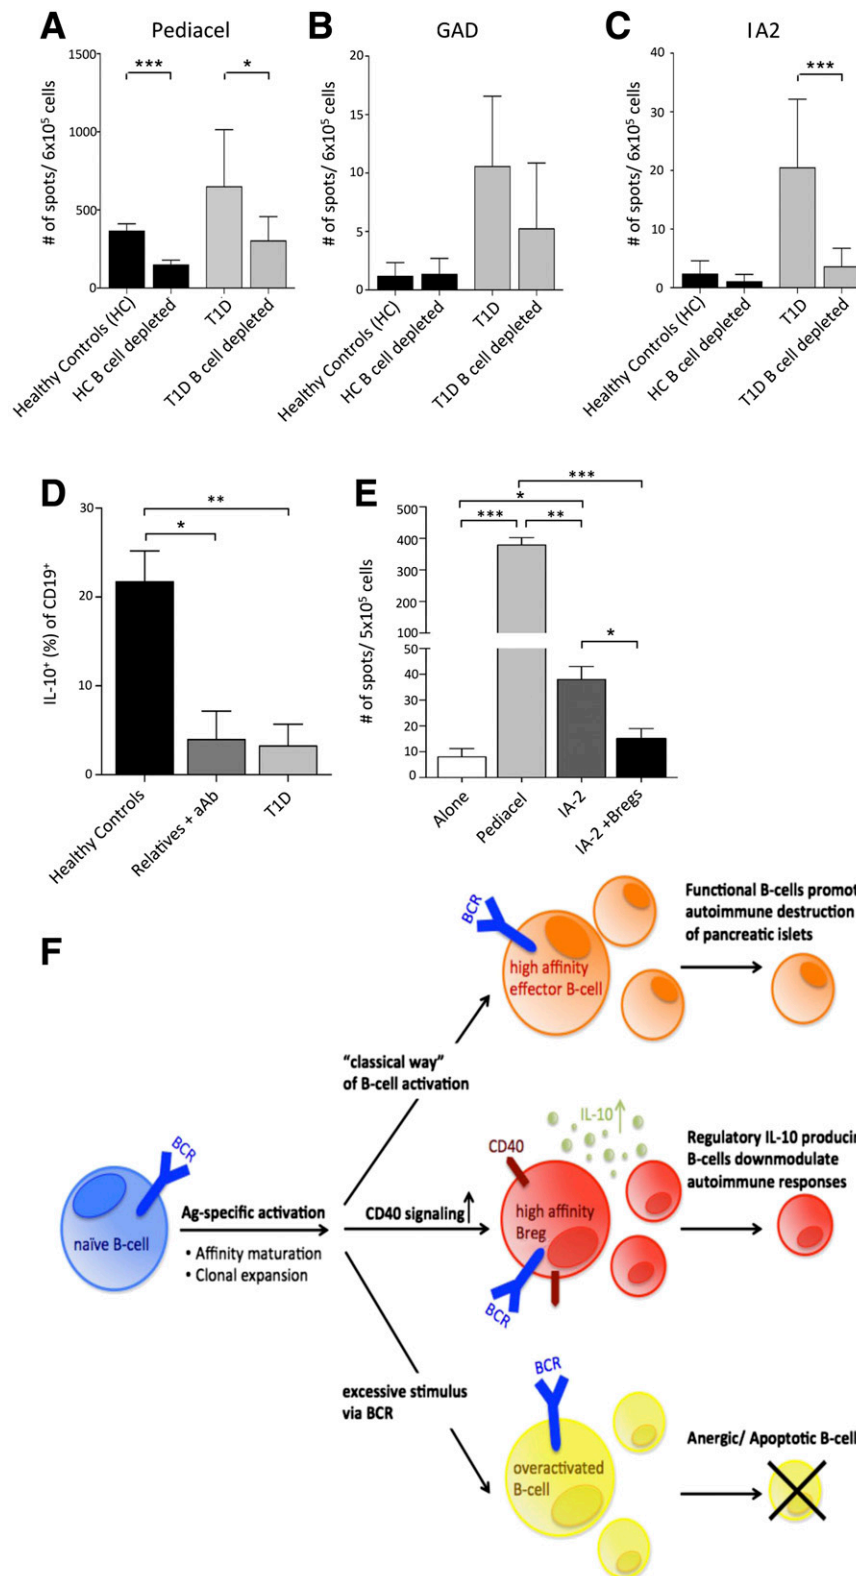 A
Pediacel
# of spots/ 6x10⁵ cells
1500
1000
500
0
***
*
Healthy Controls (HC)
HC B cell depleted
T1D
T1D B cell depleted
B
GAD
# of spots/ 6x10⁵ cells
20
15
10
5
0
Healthy Controls (HC)
HC B cell depleted
T1D
T1D B cell depleted
C
IA2
# of spots/ 6x10⁵ cells
40
30
20
10
0
***
Healthy Controls (HC)
HC B cell depleted
T1D
T1D B cell depleted
D
IL-10⁺ (%) of CD19⁺
30
20
10
0
**
*
Healthy Controls
Relatives + aAb
T1D
E
# of spots/ 5x10⁵ cells
500
400
300
200
100
50
40
30
20
10
0
***
*
***
**
*
Alone
Pediacel
IA-2
IA-2 +Bregs
F
BCR
naïve B-cell
Ag-specific activation
• Affinity maturation
• Clonal expansion
"classical way"
of B-cell activation
BCR
high affinity
effector B-cell
Functional B-cells promot
autoimmune destruction
of pancreatic islets
CD40 signaling
CD40
IL-10
high affinity
Breg
BCR
Regulatory IL-10 producin
B-cells downmodulate
autoimmune responses
excessive stimulus
via BCR
BCR
overactivated
B-cell
Anergic/ Apoptotic B-cell